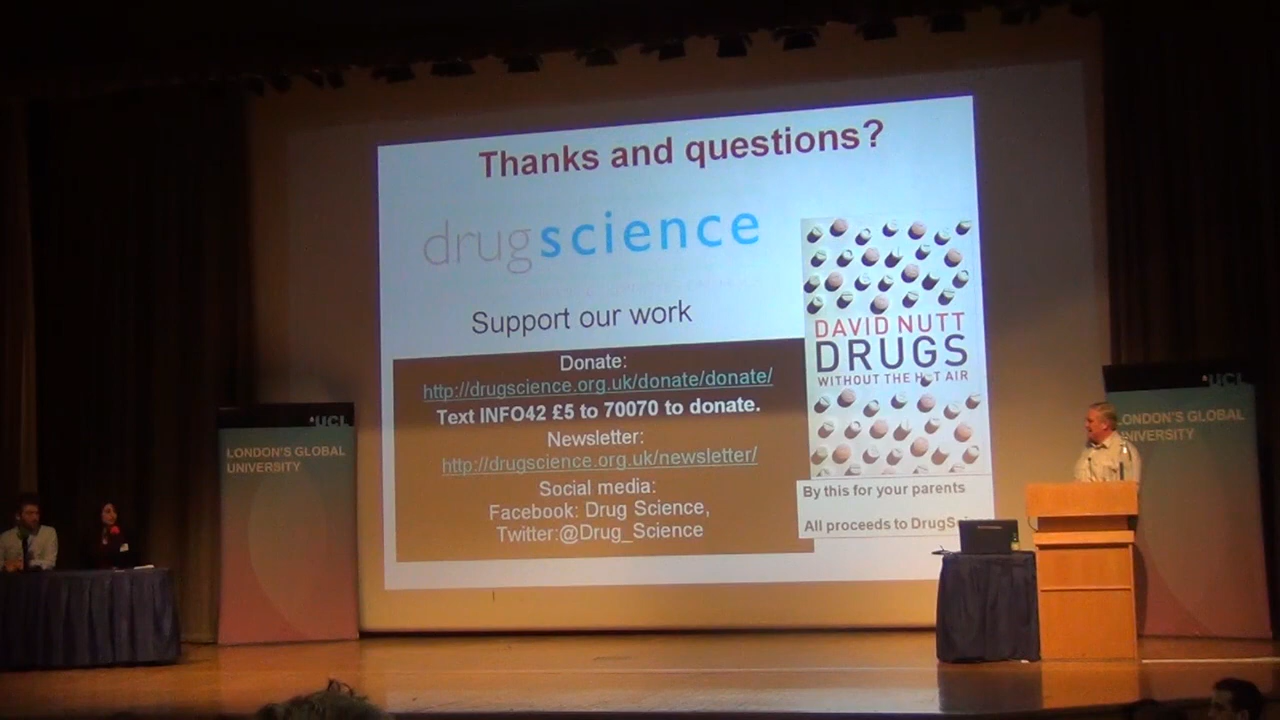 Thanks and questions?
drugscience
Support our work
Donate:
http://drugscience.org.uk/donate/donate/
Text INFO42 £5 to 70070 to donate.
Newsletter:
http://drugscience.org.uk/newsletter/
Social media:
Facebook: Drug Science,
Twitter:@Drug_Science
DAVID NUTT
DRUGS
WITHOUT THE H T AIR
By this for your parents
All proceeds to DrugSc
UCL
LONDON'S GLOBAL
UNIVERSITY
UCL
LONDON'S GLOBAL
UNIVERSITY